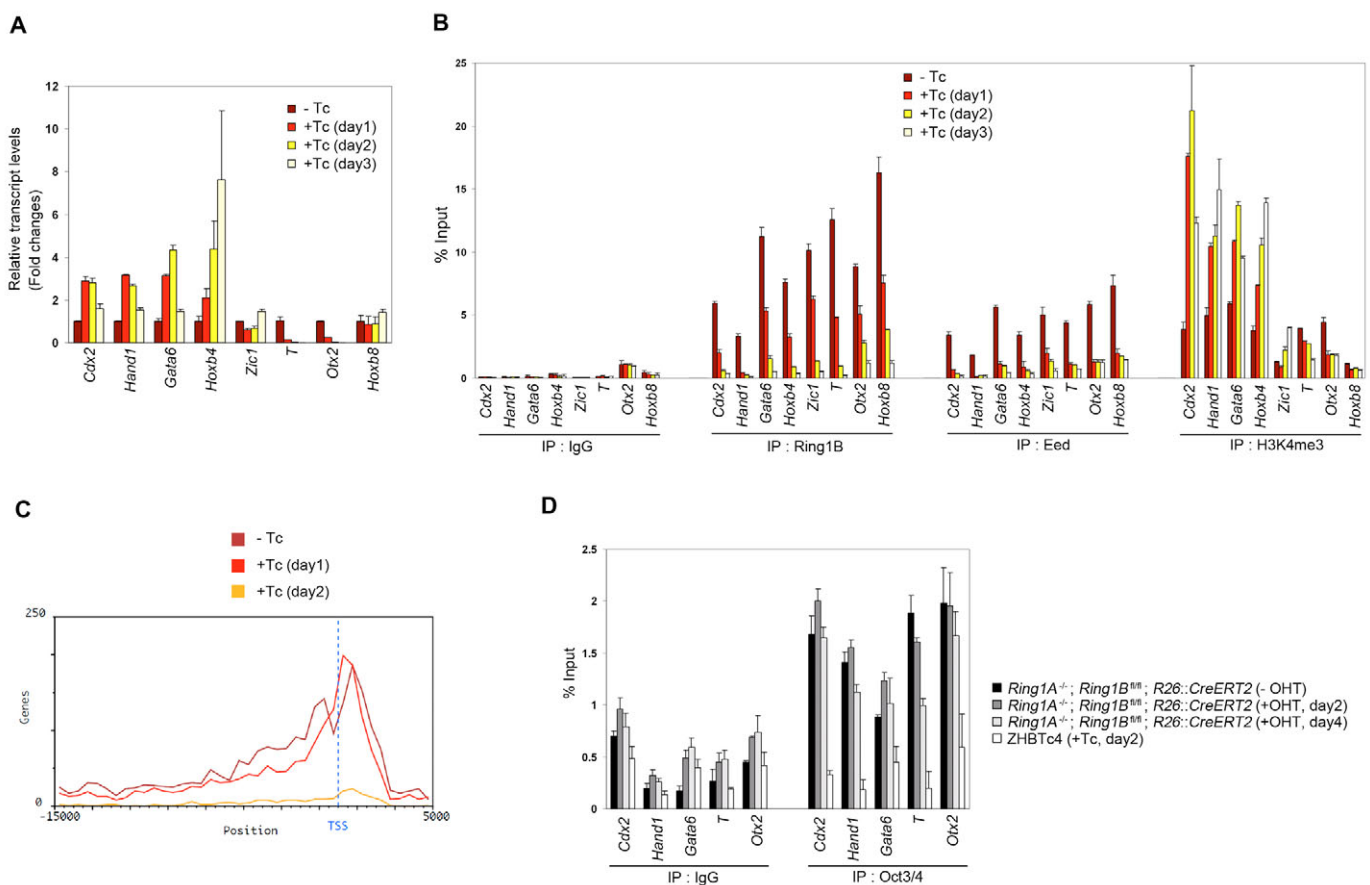 A
12
10
8
6
4
2
0
Relative transcript levels
(Fold changes)
- Tc
+Tc (day1)
+Tc (day2)
+Tc (day3)
Cdx2
Hand1
Gata6
Hoxb4
Zic1
T
Otx2
Hoxb8
B
25
20
15
10
5
0
% Input
- Tc
+Tc (day1)
+Tc (day2)
+Tc (day3)
Cdx2
Hand1
Gata6
Hoxb4
Zic1
T
Otx2
Hoxb8
IP : IgG
Cdx2
Hand1
Gata6
Hoxb4
Zic1
T
Otx2
Hoxb8
IP : Ring1B
Cdx2
Hand1
Gata6
Hoxb4
Zic1
T
Otx2
Hoxb8
IP : Eed
Cdx2
Hand1
Gata6
Hoxb4
Zic1
T
Otx2
Hoxb8
IP : H3K4me3
C
- Tc
+Tc (day1)
+Tc (day2)
250
Genes
0
-15000
Position
TSS
5000
D
2.5
2
1.5
1
0.5
0
% Input
Cdx2
Hand1
Gata6
T
Otx2
IP : IgG
Cdx2
Hand1
Gata6
T
Otx2
IP : Oct3/4
Ring1A-/-; Ring1Bfl/fl; R26::CreERT2 (- OHT)
Ring1A-/-; Ring1Bfl/fl; R26::CreERT2 (+OHT, day2)
Ring1A-/-; Ring1Bfl/fl; R26::CreERT2 (+OHT, day4)
ZHBTc4 (+Tc, day2)